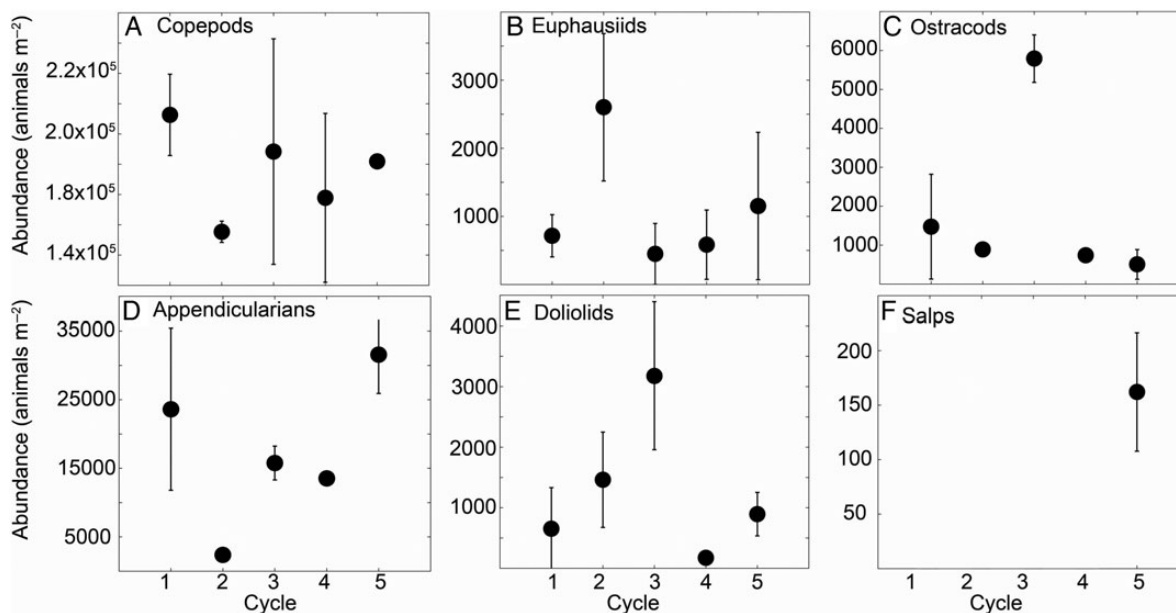 A Copepods
Abundance (animals m⁻²)
2.2x10⁵
2.0x10⁵
1.8x10⁵
1.4x10⁵
B Euphausiids
3000
2000
1000
C Ostracods
6000
5000
4000
3000
2000
1000
D Appendicularians
Abundance (animals m⁻²)
35000
25000
15000
5000
1 2 3 4 5
Cycle
E Doliolids
4000
3000
2000
1000
1 2 3 4 5
Cycle
F Salps
200
150
100
50
1 2 3 4 5
Cycle